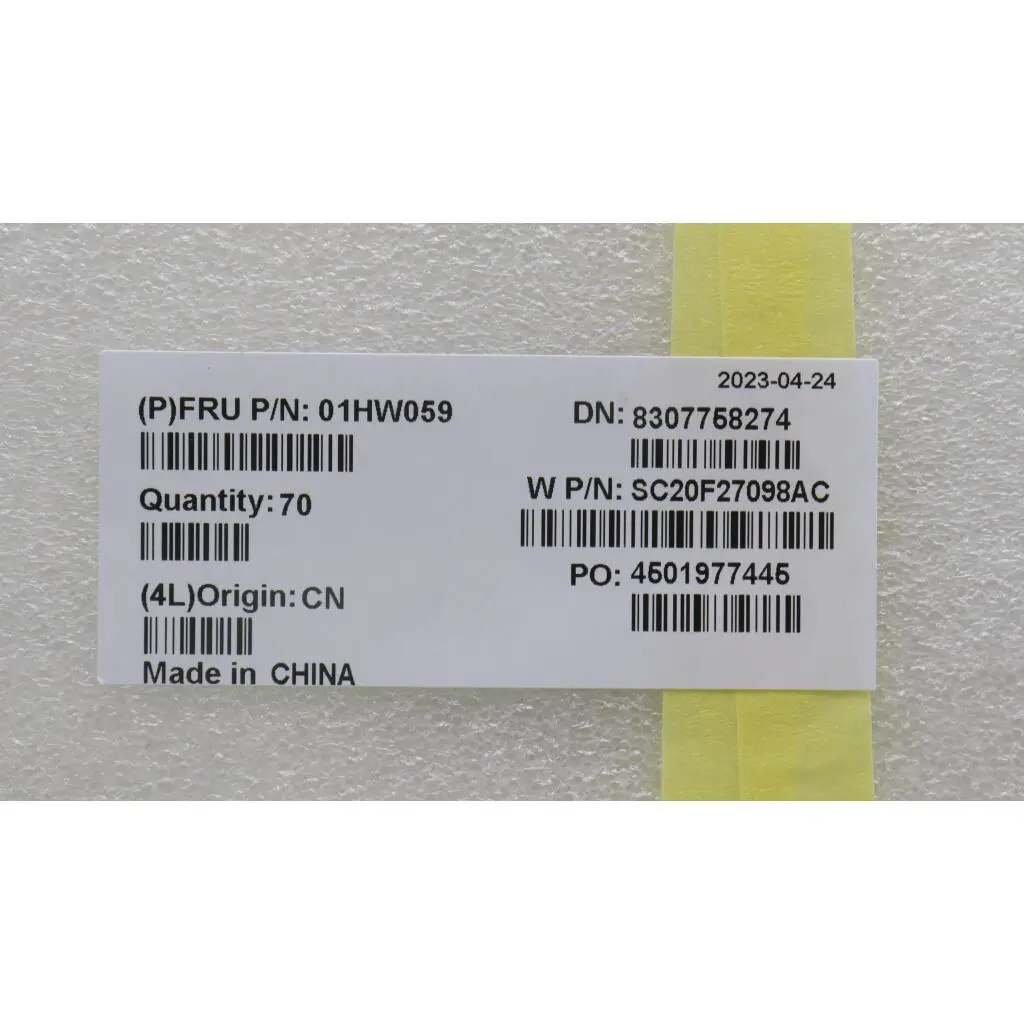 2023-04-24
(P)FRU P/N: 01HW059
DN: 8307758274
W P/N: SC20F27098AC
Quantity: 70
PO: 4501977445
(4L)Origin: CN
Made in CHINA